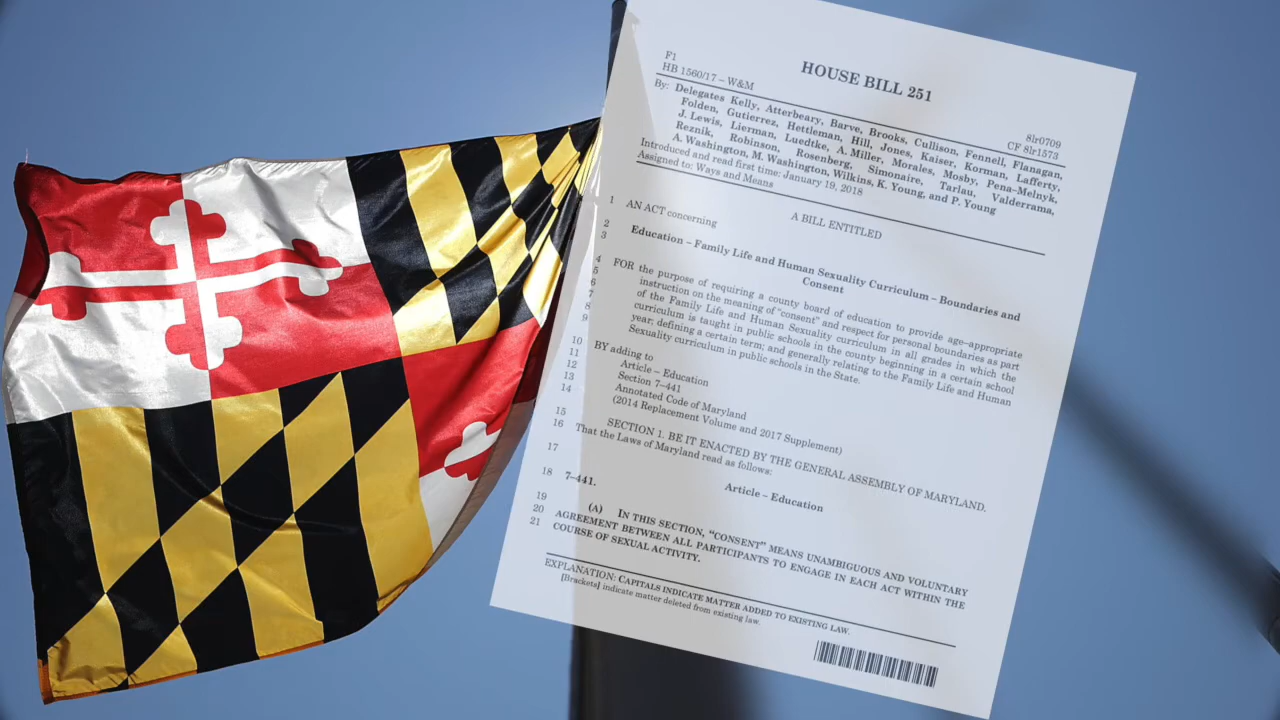 HOUSE BILL 251
F1
HB 1560/17 – W&M
8lr0709
CF 8lr1573
By: Delegates Kelly, Atterbeary, Barve, Brooks, Cullison, Fennell, Flanagan,
Folden, Gutierrez, Hettleman, Hill, Jones, Kaiser, Korman, Lafferty,
J. Lewis, Lierman, Luedtke, A. Miller, Morales, Mosby, Pena–Melnyk,
Reznik, Robinson, Rosenberg, Simonaire, Tarlau, Valderrama,
A. Washington, M. Washington, Wilkins, K. Young, and P. Young
Introduced and read first time: January 19, 2018
Assigned to: Ways and Means
A BILL ENTITLED
1 AN ACT concerning
2 Education – Family Life and Human Sexuality Curriculum – Boundaries and
3 Consent
4 FOR the purpose of requiring a county board of education to provide age–appropriate
5 instruction on the meaning of “consent” and respect for personal boundaries as part
6 of the Family Life and Human Sexuality curriculum in all grades in which the
7 curriculum is taught in public schools in the county beginning in a certain school
8 year; defining a certain term; and generally relating to the Family Life and Human
9 Sexuality curriculum in public schools in the State.
10 BY adding to
11 Article – Education
12 Section 7–441
13 Annotated Code of Maryland
14 (2014 Replacement Volume and 2017 Supplement)
15 SECTION 1. BE IT ENACTED BY THE GENERAL ASSEMBLY OF MARYLAND.
16 That the Laws of Maryland read as follows:
17 Article – Education
18 7–441.
19 (A) IN THIS SECTION, “CONSENT” MEANS UNAMBIGUOUS AND VOLUNTARY
20 AGREEMENT BETWEEN ALL PARTICIPANTS TO ENGAGE IN EACH ACT WITHIN THE
21 COURSE OF SEXUAL ACTIVITY.
EXPLANATION: CAPITALS INDICATE MATTER ADDED TO EXISTING LAW.
[Brackets] indicate matter deleted from existing law.